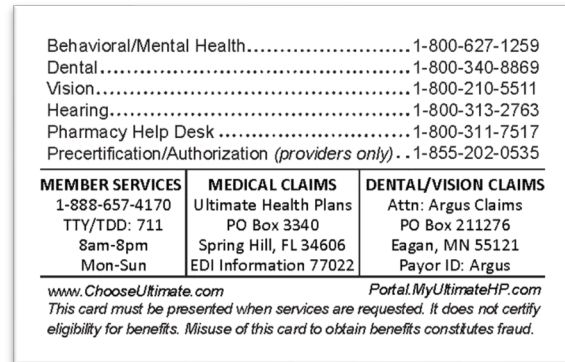 Behavioral/Mental Health..........................1-800-627-1259
Dental.................................................1-800-340-8869
Vision..................................................1-800-210-5511
Hearing................................................1-800-313-2763
Pharmacy Help Desk ..............................1-800-311-7517
Precertification/Authorization (providers only)..1-855-202-0535
MEMBER SERVICES
1-888-657-4170
TTY/TDD: 711
8am-8pm
Mon-Sun
MEDICAL CLAIMS
Ultimate Health Plans
PO Box 3340
Spring Hill, FL 34606
EDI Information 77022
DENTAL/VISION CLAIMS
Attn: Argus Claims
PO Box 211276
Eagan, MN 55121
Payor ID: Argus
www.ChooseUltimate.com
Portal.MyUltimateHP.com
This card must be presented when services are requested. It does not certify
eligibility for benefits. Misuse of this card to obtain benefits constitutes fraud.